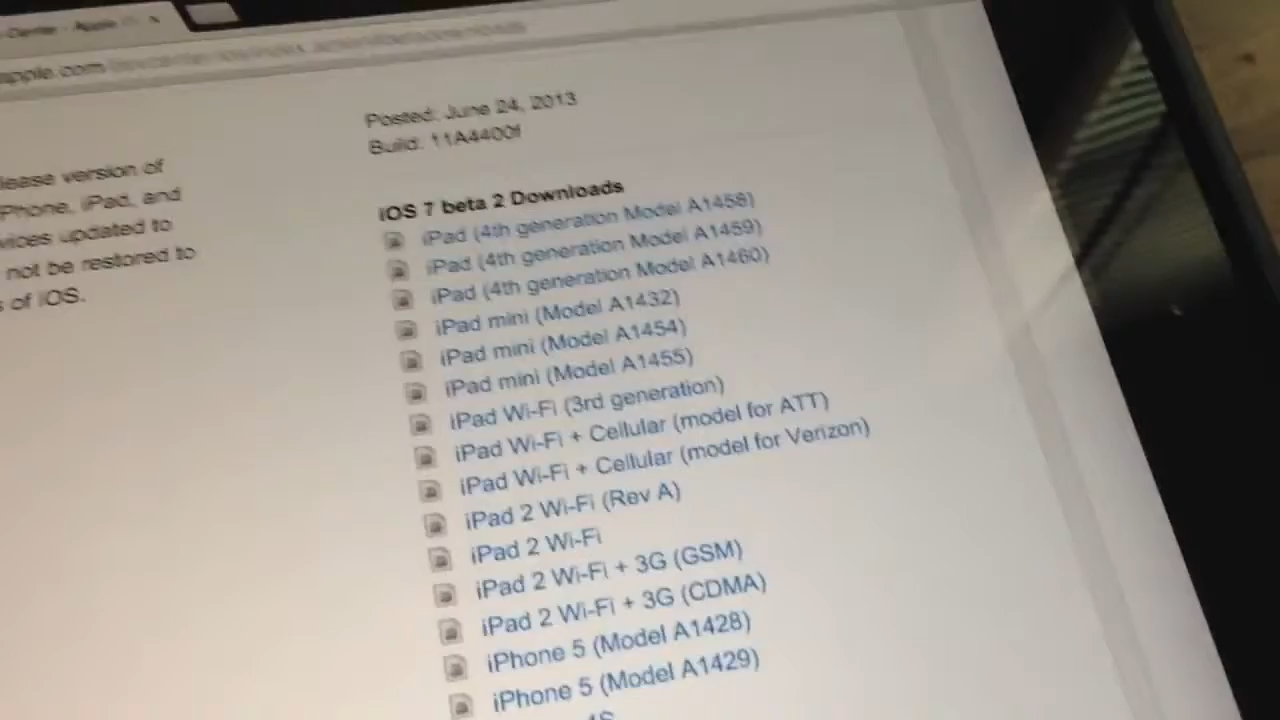 Center - Apple
apple.com
Posted: June 24, 2013
Build: 11A4400f
lease version of
Phone, iPad, and
vices updated to
not be restored to
s of iOS.
iOS 7 beta 2 Downloads
iPad (4th generation Model A1458)
iPad (4th generation Model A1459)
iPad (4th generation Model A1460)
iPad mini (Model A1432)
iPad mini (Model A1454)
iPad mini (Model A1455)
iPad Wi-Fi (3rd generation)
iPad Wi-Fi + Cellular (model for ATT)
iPad Wi-Fi + Cellular (model for Verizon)
iPad 2 Wi-Fi (Rev A)
iPad 2 Wi-Fi
iPad 2 Wi-Fi + 3G (GSM)
iPad 2 Wi-Fi + 3G (CDMA)
iPhone 5 (Model A1428)
iPhone 5 (Model A1429)
4S